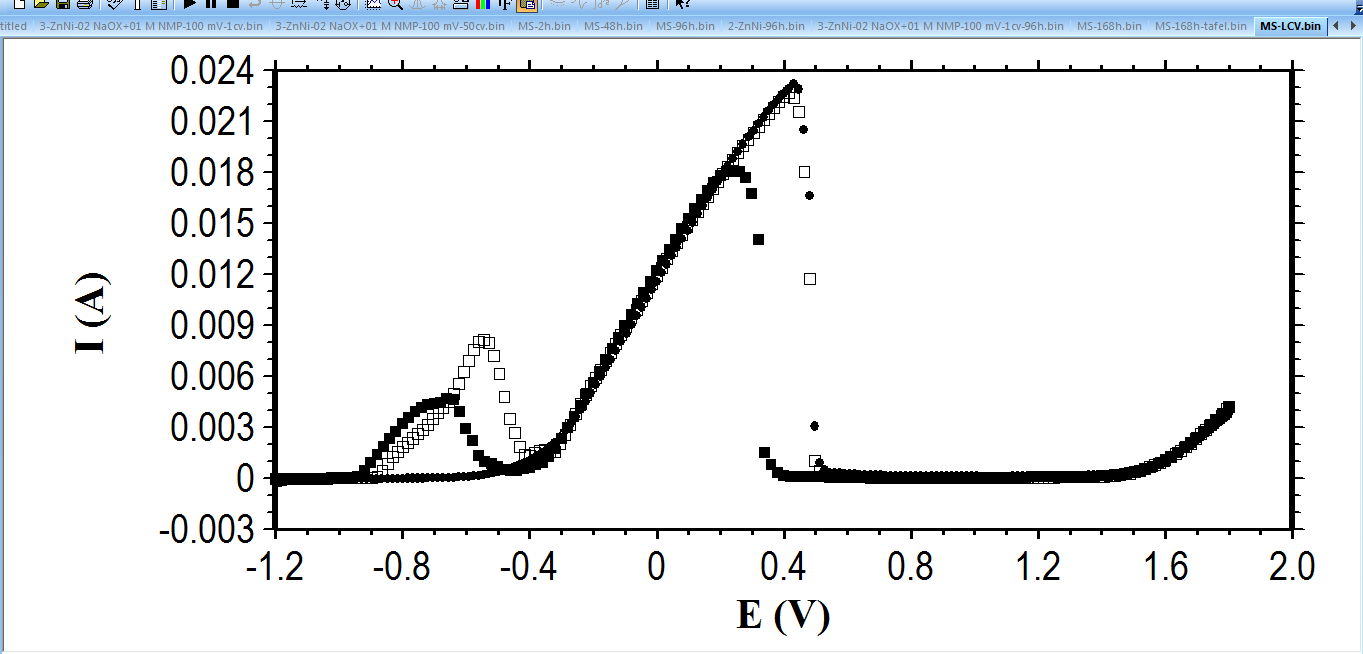 titled 3-ZnNi-02 NaOX+01 M NMP-100 mV-1cv.bin 3-ZnNi-02 NaOX+01 M NMP-100 mV-50cv.bin MS-2h.bin MS-48h.bin MS-96h.bin 2-ZnNi-96h.bin 3-ZnNi-02 NaOX+01 M NMP-100 mV-1cv-96h.bin MS-168h.bin MS-168h-tafel.bin MS-LCV.bin
0.024
0.021
0.018
0.015
0.012
0.009
0.006
0.003
0
-0.003
I (A)
-1.2 -0.8 -0.4 0 0.4 0.8 1.2 1.6 2.0
E (V)